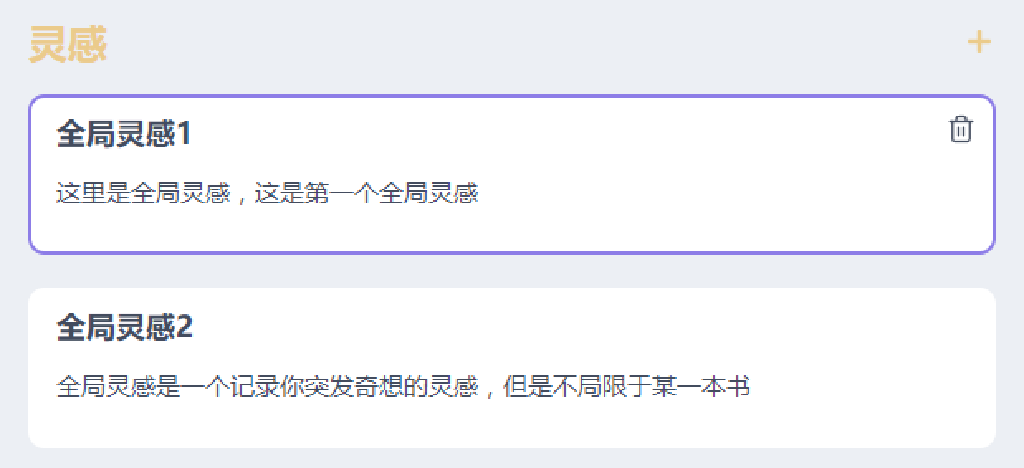 灵感
全局灵感1
这里是全局灵感，这是第一个全局灵感
全局灵感2
全局灵感是一个记录你突发奇想的灵感，但是不局限于某一本书